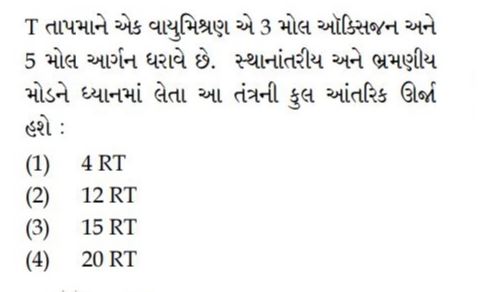 T તાપમાને એક વાયુમિશ્રણ એ 3 મોલ ઑક્સિજન અને
5 મોલ આર્ગન ધરાવે છે. સ્થાનાંતરીય અને ભ્રમણીય
મોડને ધ્યાનમાં લેતા આ તંત્રની કુલ આંતરિક ઊર્જા
હશે :
(1) 4 RT
(2) 12 RT
(3) 15 RT
(4) 20 RT